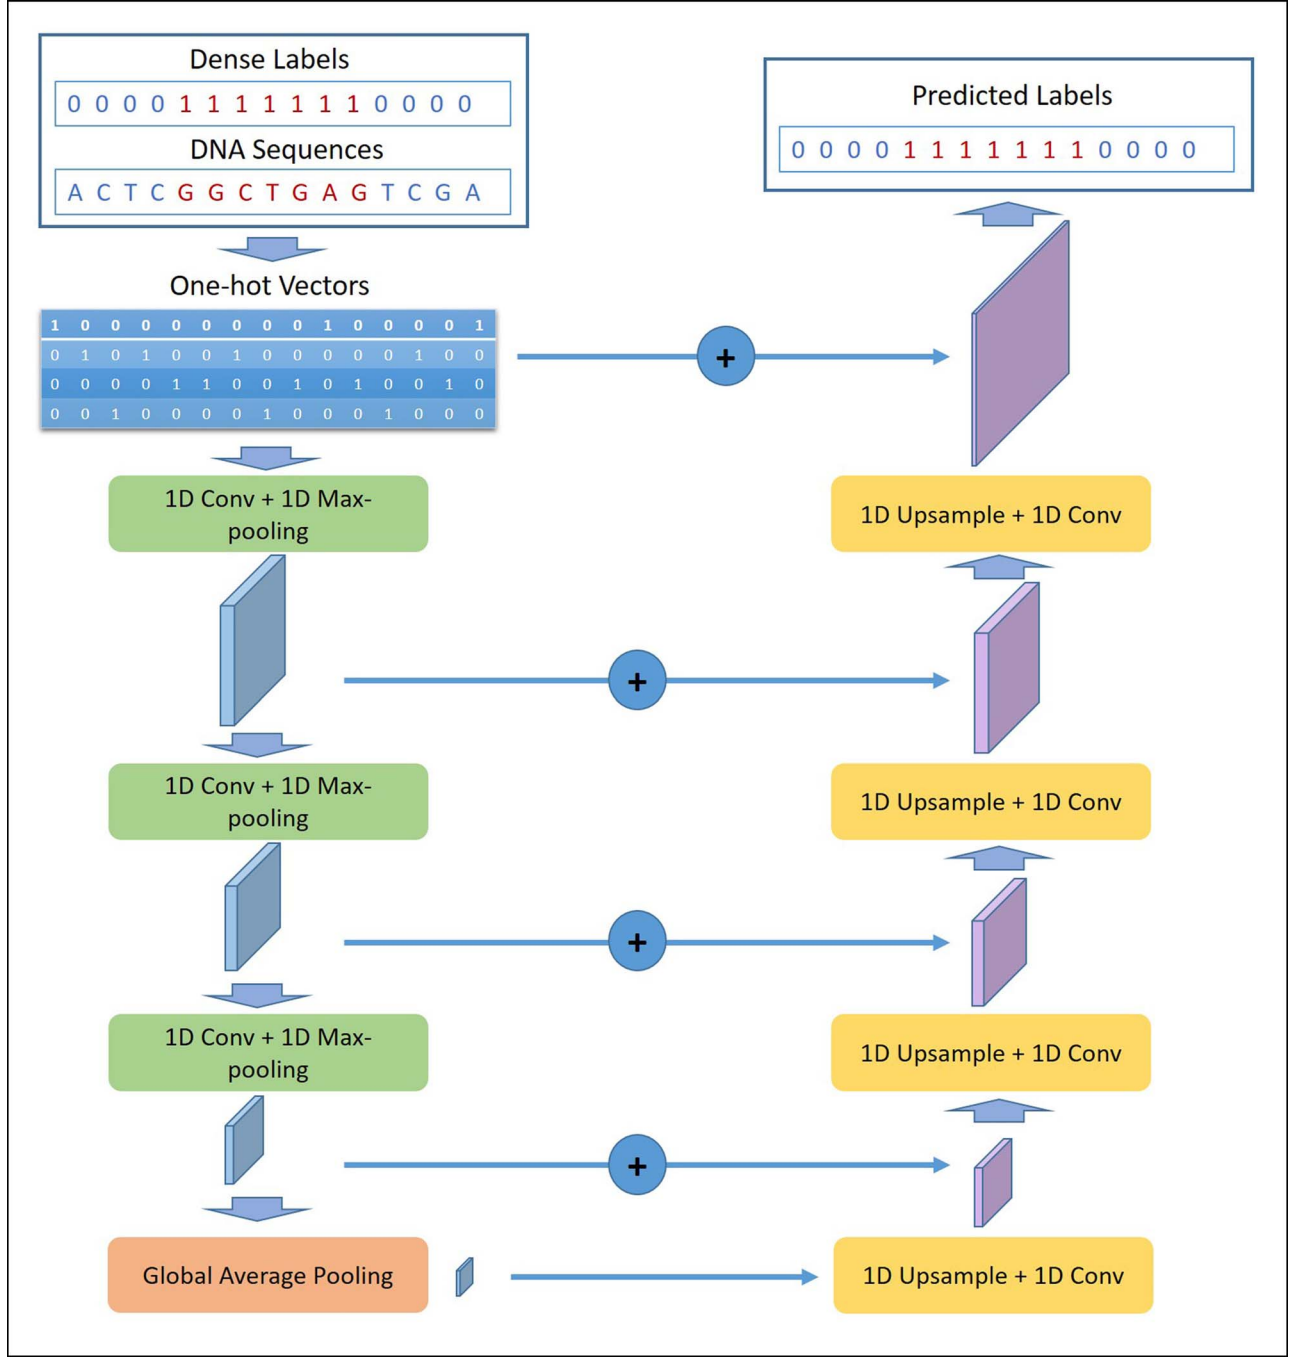 Dense Labels
0 0 0 0 1 1 1 1 1 1 1 0 0 0 0
DNA Sequences
A C T C G G C T G A G T C G A
One-hot Vectors
1 0 0 0 0 0 0 0 0 1 0 0 0 0 1
0 1 0 1 0 0 1 0 0 0 0 0 1 0 0
0 0 0 0 1 1 0 0 1 0 1 0 0 1 0
0 0 1 0 0 0 0 1 0 0 0 1 0 0 0
1D Conv + 1D Max-
pooling
1D Conv + 1D Max-
pooling
1D Conv + 1D Max-
pooling
Global Average Pooling
+
+
+
+
Predicted Labels
0 0 0 0 1 1 1 1 1 1 1 0 0 0 0
1D Upsample + 1D Conv
1D Upsample + 1D Conv
1D Upsample + 1D Conv
1D Upsample + 1D Conv